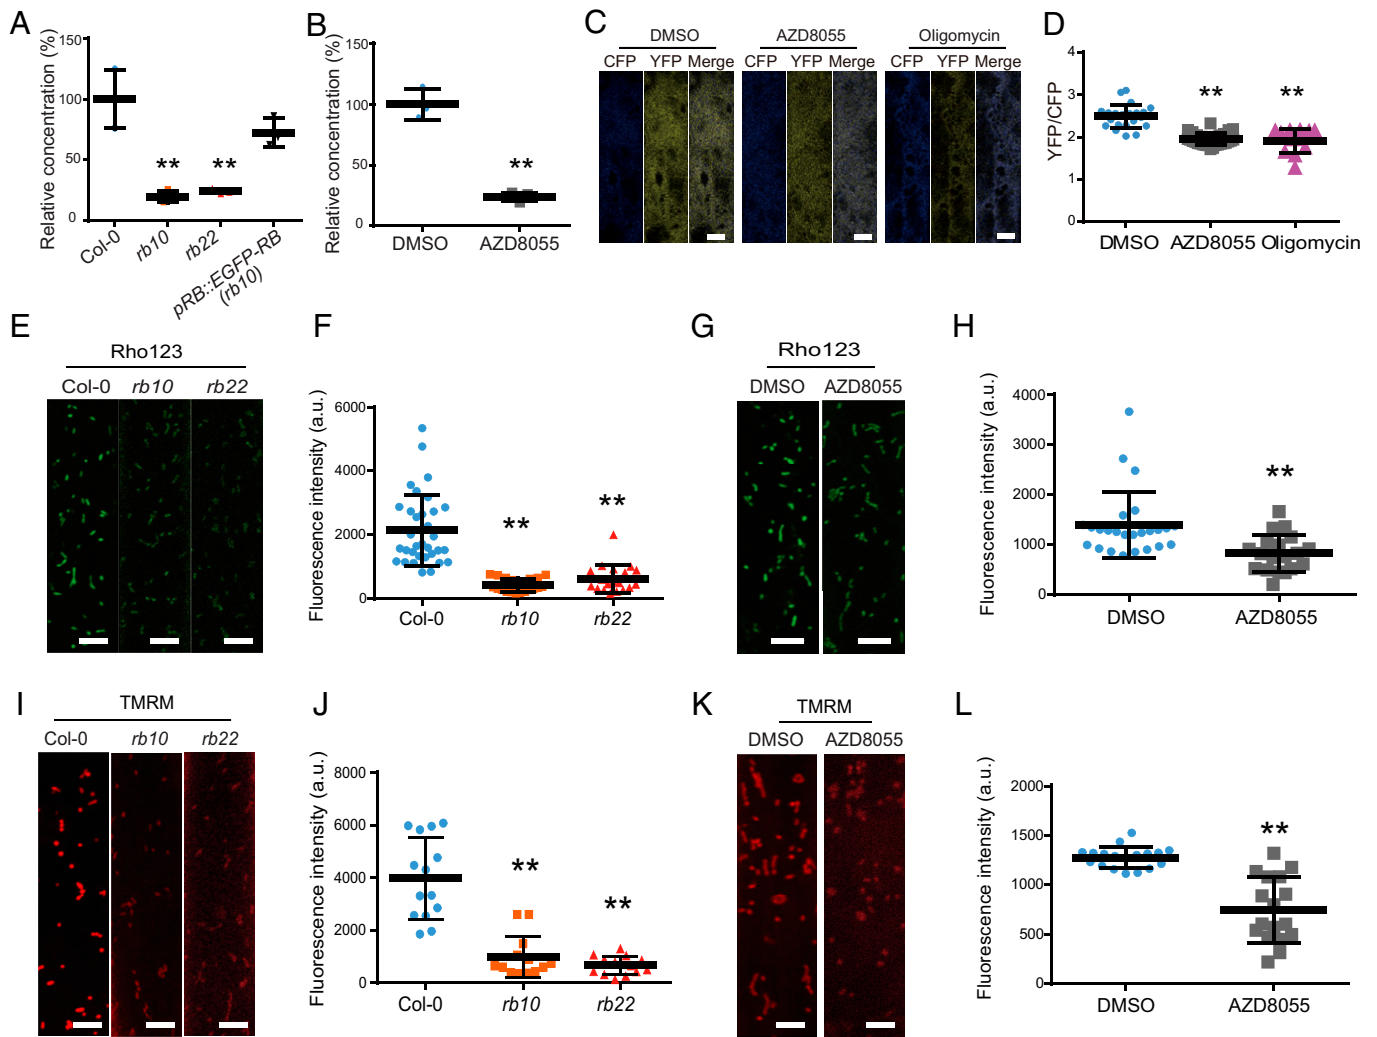 A
Relative concentration (%)
150
100
50
0
Col-0
rb10
rb22
pRB::EGFP-RB
(rb10)
**
**
B
Relative concentration (%)
150
100
50
0
DMSO
AZD8055
**
C
DMSO AZD8055 Oligomycin
CFP YFP Merge CFP YFP Merge CFP YFP Merge
D
YFP/CFP
4
3
2
1
0
** **
DMSO AZD8055 Oligomycin
E
Rho123
Col-0 rb10 rb22
F
Fluorescence intensity (a.u.)
6000
4000
2000
0
**
**
Col-0 rb10 rb22
G
Rho123
DMSO AZD8055
H
Fluorescence intensity (a.u.)
4000
3000
2000
1000
0
**
DMSO AZD8055
I
TMRM
Col-0 rb10 rb22
J
Fluorescence intensity (a.u.)
8000
6000
4000
2000
0
**
**
Col-0 rb10 rb22
K
TMRM
DMSO AZD8055
L
Fluorescence intensity (a.u.)
2000
1500
1000
500
0
**
DMSO AZD8055